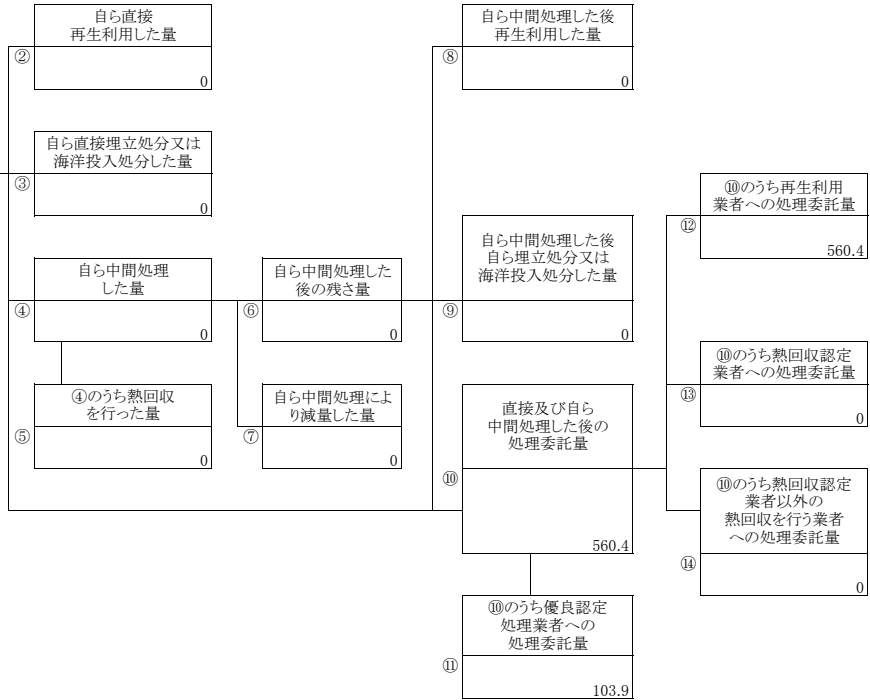 自ら直接
再生利用した量
②
0
自ら直接埋立処分又は
海洋投入処分した量
③
0
自ら中間処理
した量
④
0
④のうち熱回収
を行った量
⑤
0
自ら中間処理した
後の残さ量
⑥
0
自ら中間処理によ
り減量した量
⑦
0
自ら中間処理した後
再生利用した量
⑧
0
自ら中間処理した後
自ら埋立処分又は
海洋投入処分した量
⑨
0
直接及び自ら
中間処理した後の
処理委託量
⑩
560.4
⑩のうち優良認定
処理業者への
処理委託量
⑪
103.9
⑩のうち再生利用
業者への処理委託量
⑫
560.4
⑩のうち熱回収認定
業者への処理委託量
⑬
0
⑩のうち熱回収認定
業者以外の
熱回収を行う業者
への処理委託量
⑭
0